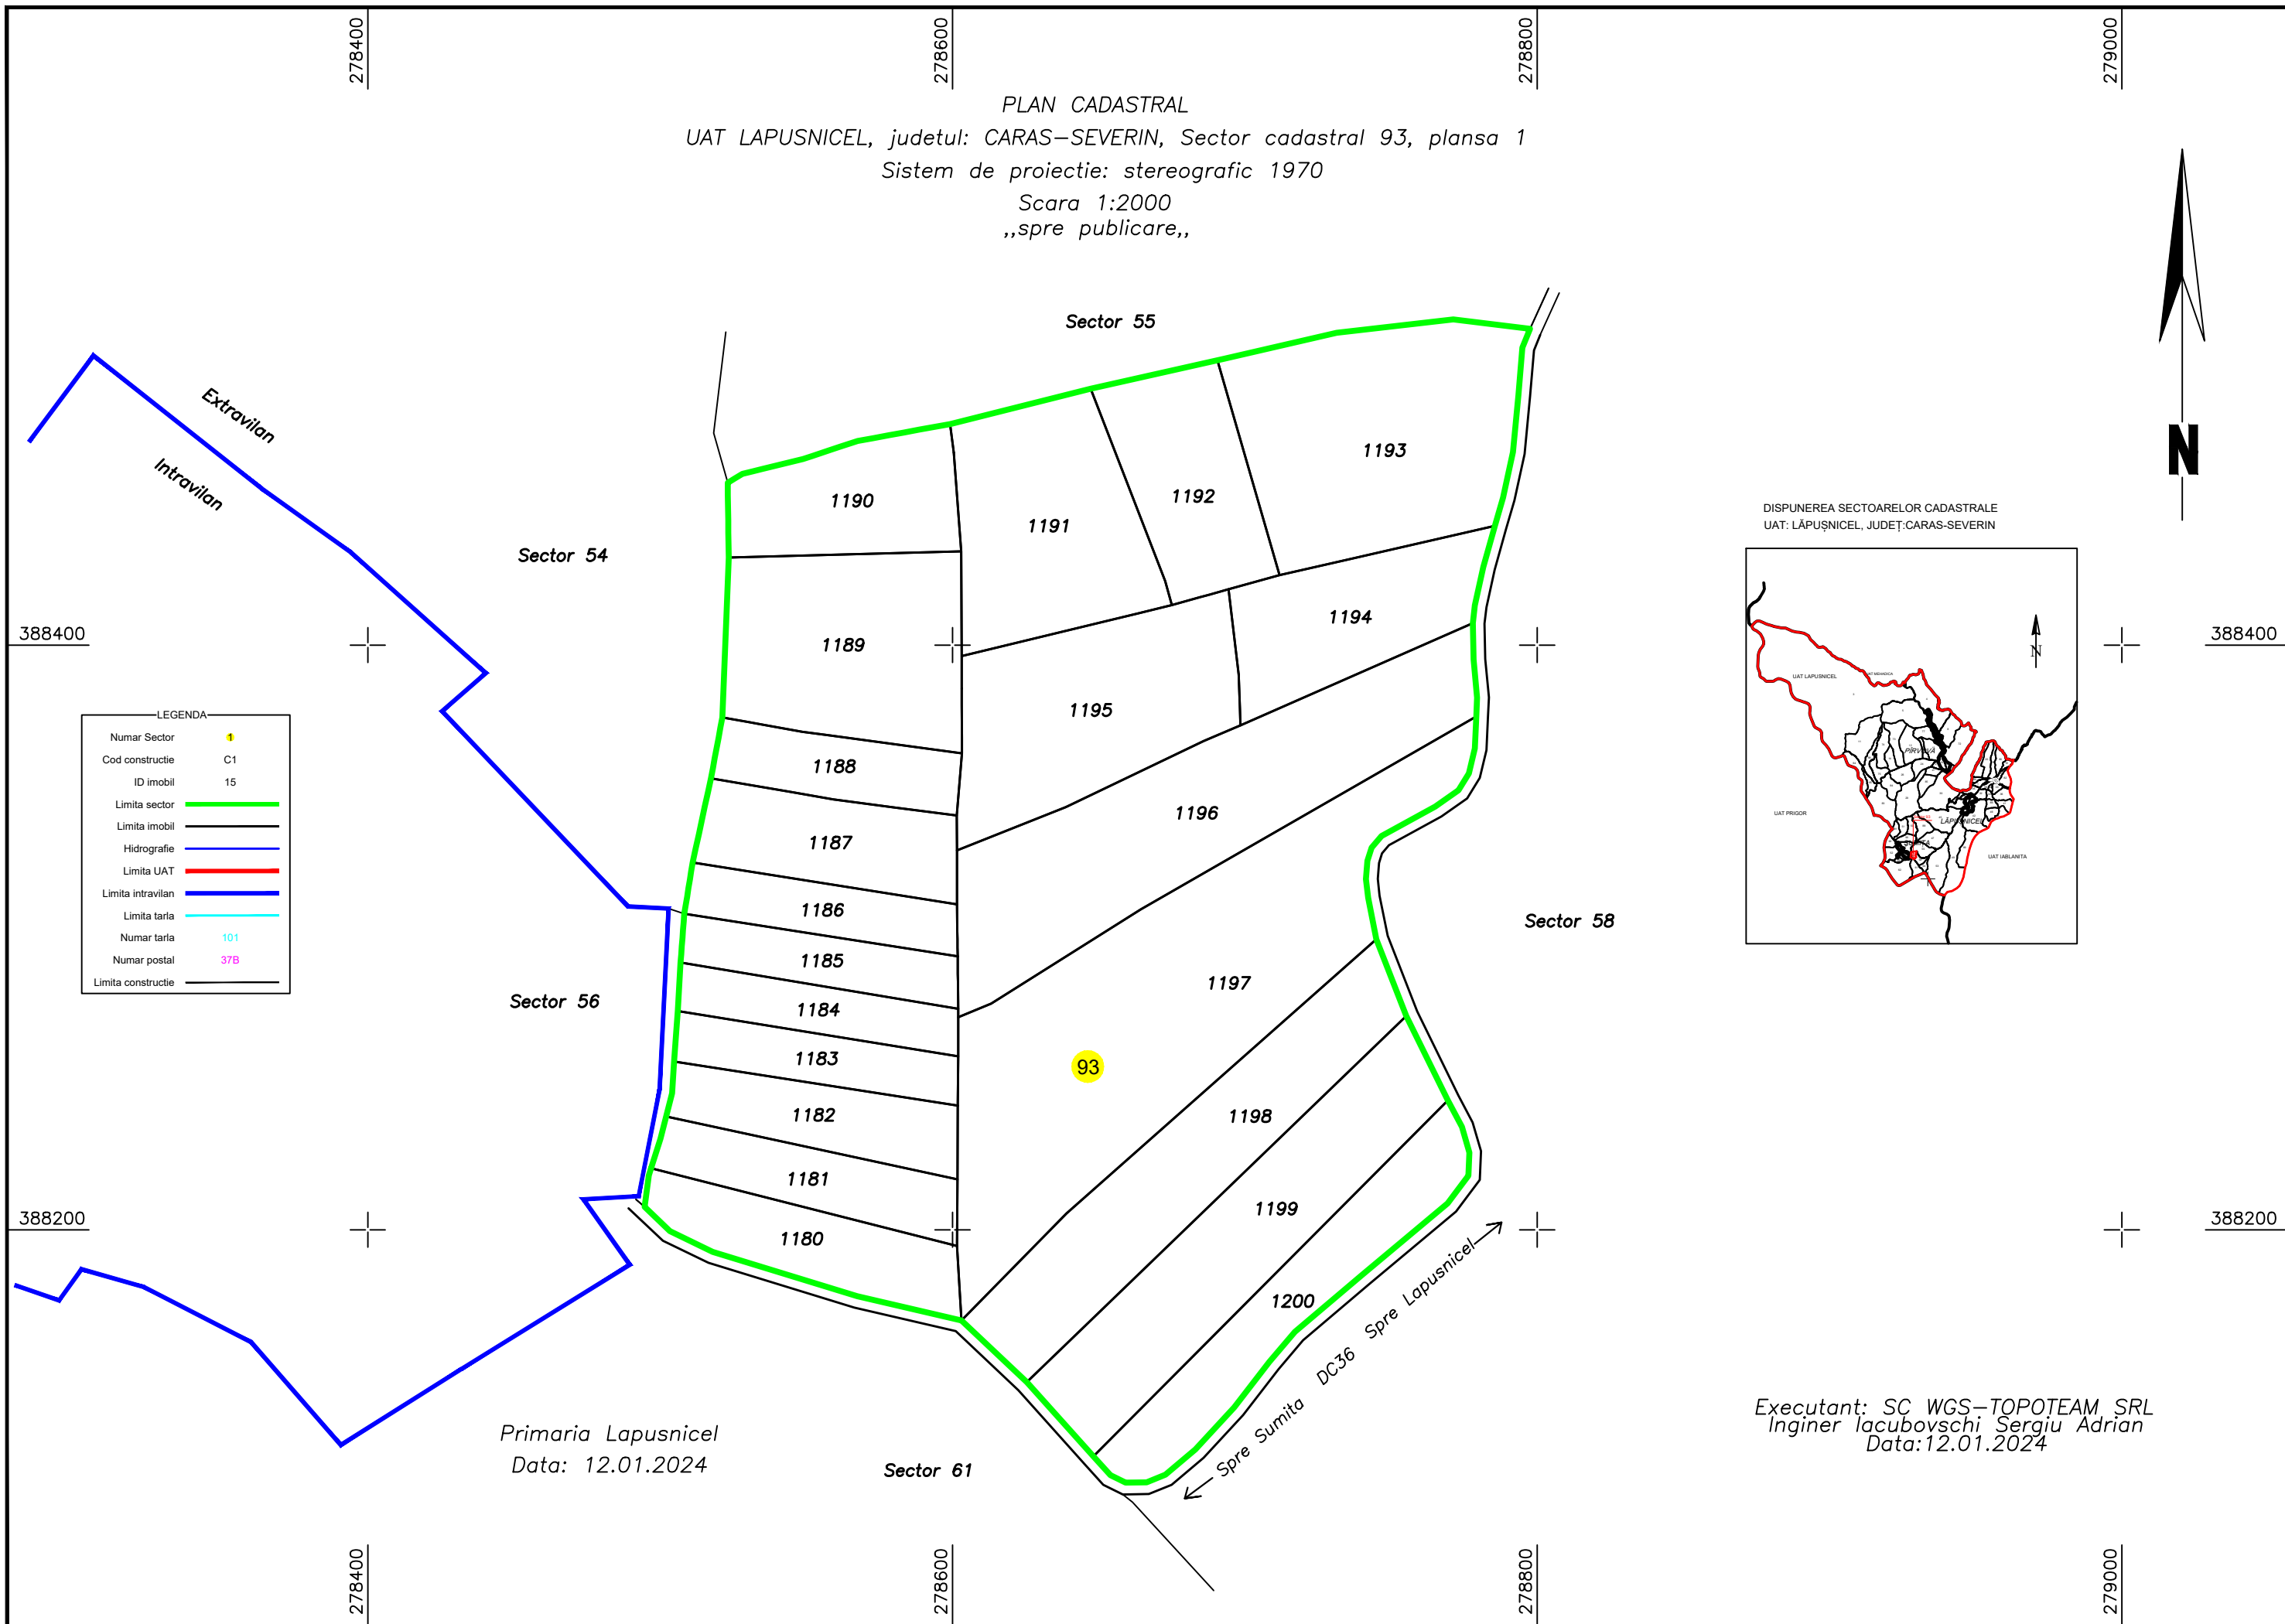 278400
278600
278800
279000
PLAN CADASTRAL
UAT LAPUSNICEL, judetul: CARAS-SEVERIN, Sector cadastral 93, plansa 1
Sistem de proiectie: stereografic 1970
Scara 1:2000
,,spre publicare,,
Sector 55
Extravilan
Intravilan
1193
N
1190
1192
1191
DISPUNEREA SECTOARELOR CADASTRALE
UAT: LĂPUȘNICEL, JUDEȚ:CARAS-SEVERIN
Sector 54
1194
388400
388400
1189
N
UAT LAPUSNICEL
1195
LEGENDA
Numar Sector 1
Cod constructie C1
ID imobil 15
Limita sector
Limita imobil
Hidrografie
Limita UAT
Limita intravilan
Limita tarla
Numar tarla 101
Numar postal 37B
Limita constructie
1188
1196
UAT PRIGOR
UAT IABLANITA
1187
1186
Sector 58
1185
1197
Sector 56
1184
1183
93
1182
1198
1181
1199
388200
388200
1180
1200
Spre Sumita DC36 Spre Lapusnicel
Primaria Lapusnicel
Data: 12.01.2024
Sector 61
Executant: SC WGS-TOPOTEAM SRL
Inginer Iacubovschi Sergiu Adrian
Data:12.01.2024
278400
278600
278800
279000